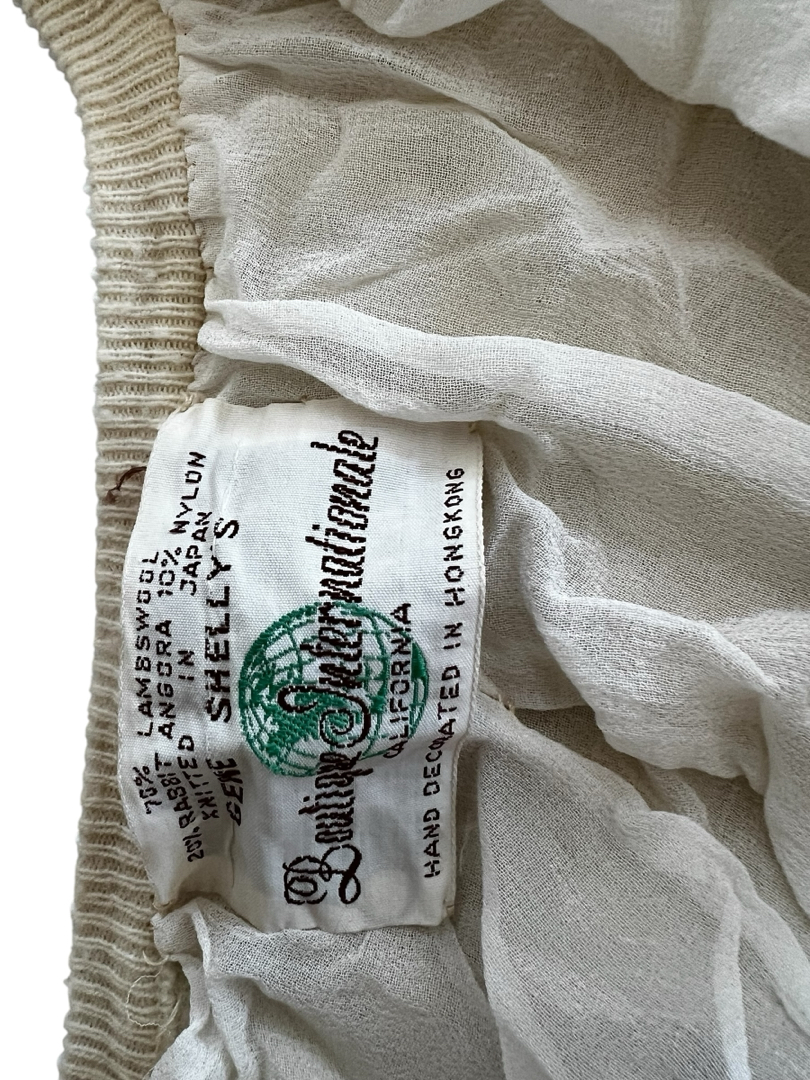 70% LAMBSWOOL
20% RABBIT ANGORA 10% NYLON
KNITTED IN JAPAN
GENE SHELLY'S
Boutique Internationale
CALIFORNIA
HAND DECORATED IN HONGKONG